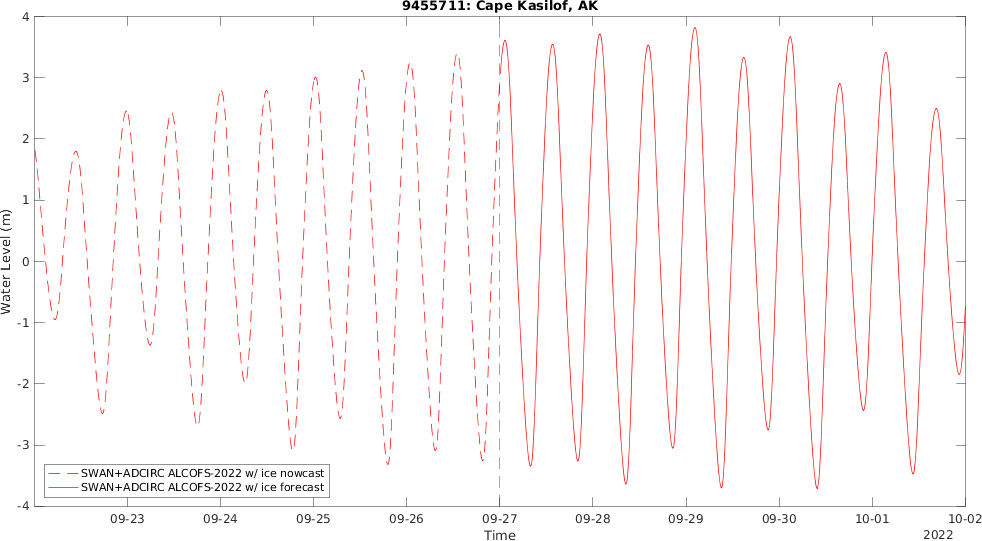 9455711: Cape Kasilof, AK
4
3
2
1
0
-1
-2
-3
-4
Water Level (m)
SWAN+ADCIRC ALCOFS-2022 w/ ice nowcast
SWAN+ADCIRC ALCOFS-2022 w/ ice forecast
09-23 09-24 09-25 09-26 09-27 09-28 09-29 09-30 10-01 10-02
Time
2022